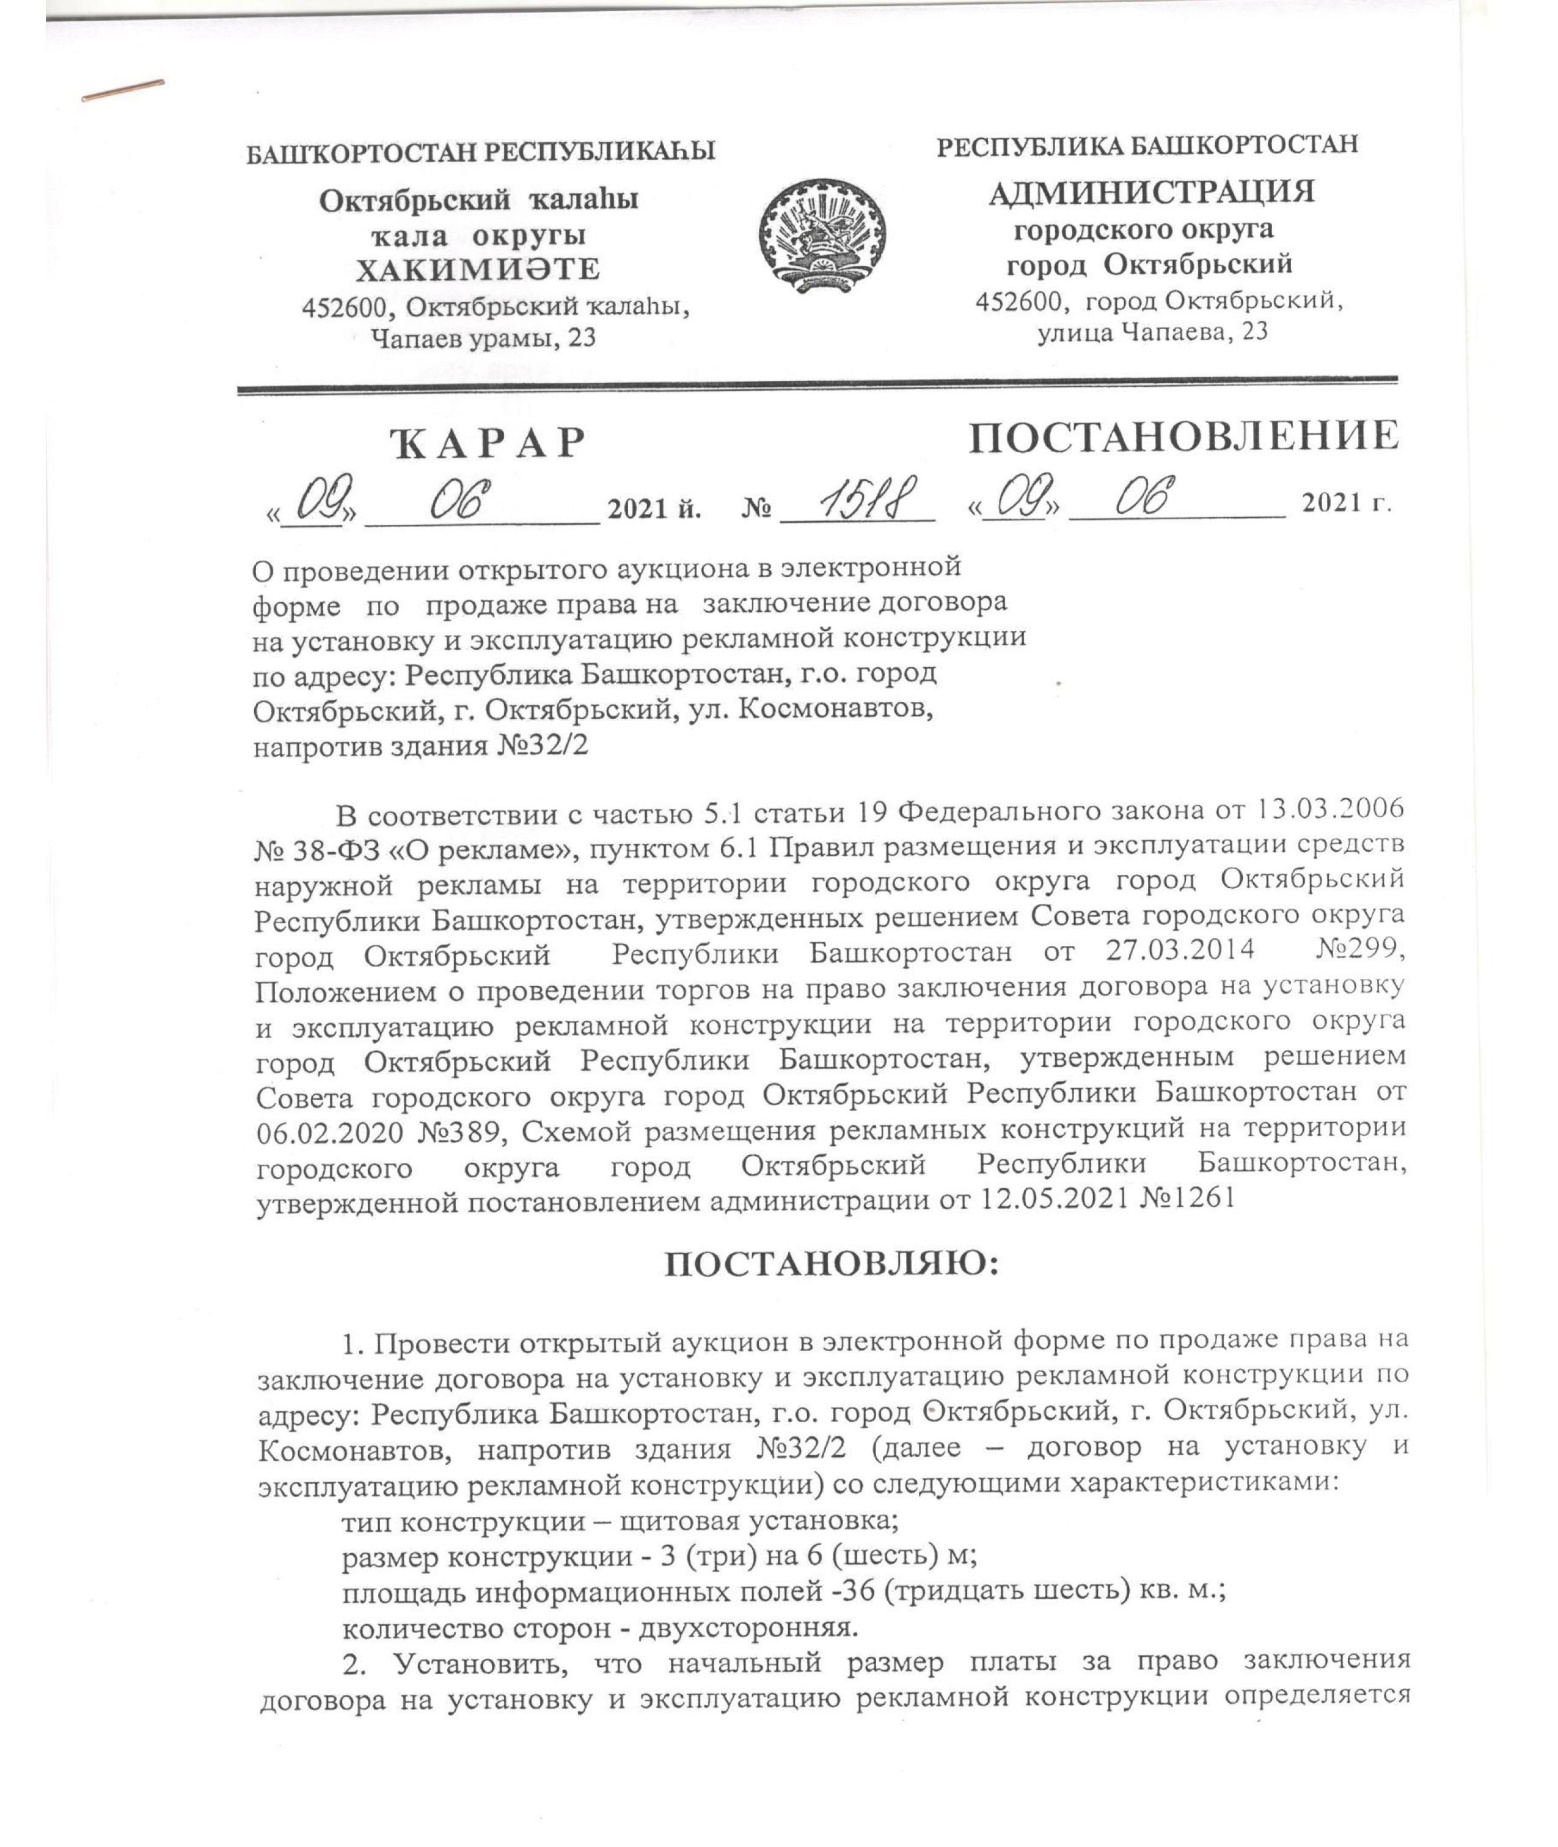 БАШҠОРТОСТАН РЕСПУБЛИКАҺЫ
Октябрьский ҡалаһы
ҡала округы
ХАКИМИӘТЕ
452600, Октябрьский ҡалаһы,
Чапаев урамы, 23
РЕСПУБЛИКА БАШКОРТОСТАН
АДМИНИСТРАЦИЯ
городского округа
город Октябрьский
452600, город Октябрьский,
улица Чапаева, 23
ҠАРАР
ПОСТАНОВЛЕНИЕ
«09» 06 2021 й. № 1518 «09» 06 2021 г.
О проведении открытого аукциона в электронной
форме по продаже права на заключение договора
на установку и эксплуатацию рекламной конструкции
по адресу: Республика Башкортостан, г.о. город
Октябрьский, г. Октябрьский, ул. Космонавтов,
напротив здания №32/2
В соответствии с частью 5.1 статьи 19 Федерального закона от 13.03.2006
№ 38-ФЗ «О рекламе», пунктом 6.1 Правил размещения и эксплуатации средств
наружной рекламы на территории городского округа город Октябрьский
Республики Башкортостан, утвержденных решением Совета городского округа
город Октябрьский Республики Башкортостан от 27.03.2014 №299,
Положением о проведении торгов на право заключения договора на установку
и эксплуатацию рекламной конструкции на территории городского округа
город Октябрьский Республики Башкортостан, утвержденным решением
Совета городского округа город Октябрьский Республики Башкортостан от
06.02.2020 №389, Схемой размещения рекламных конструкций на территории
городского округа город Октябрьский Республики Башкортостан,
утвержденной постановлением администрации от 12.05.2021 №1261
ПОСТАНОВЛЯЮ:
1. Провести открытый аукцион в электронной форме по продаже права на
заключение договора на установку и эксплуатацию рекламной конструкции по
адресу: Республика Башкортостан, г.о. город Октябрьский, г. Октябрьский, ул.
Космонавтов, напротив здания №32/2 (далее – договор на установку и
эксплуатацию рекламной конструкции) со следующими характеристиками:
тип конструкции – щитовая установка;
размер конструкции - 3 (три) на 6 (шесть) м;
площадь информационных полей -36 (тридцать шесть) кв. м.;
количество сторон - двухсторонняя.
2. Установить, что начальный размер платы за право заключения
договора на установку и эксплуатацию рекламной конструкции определяется